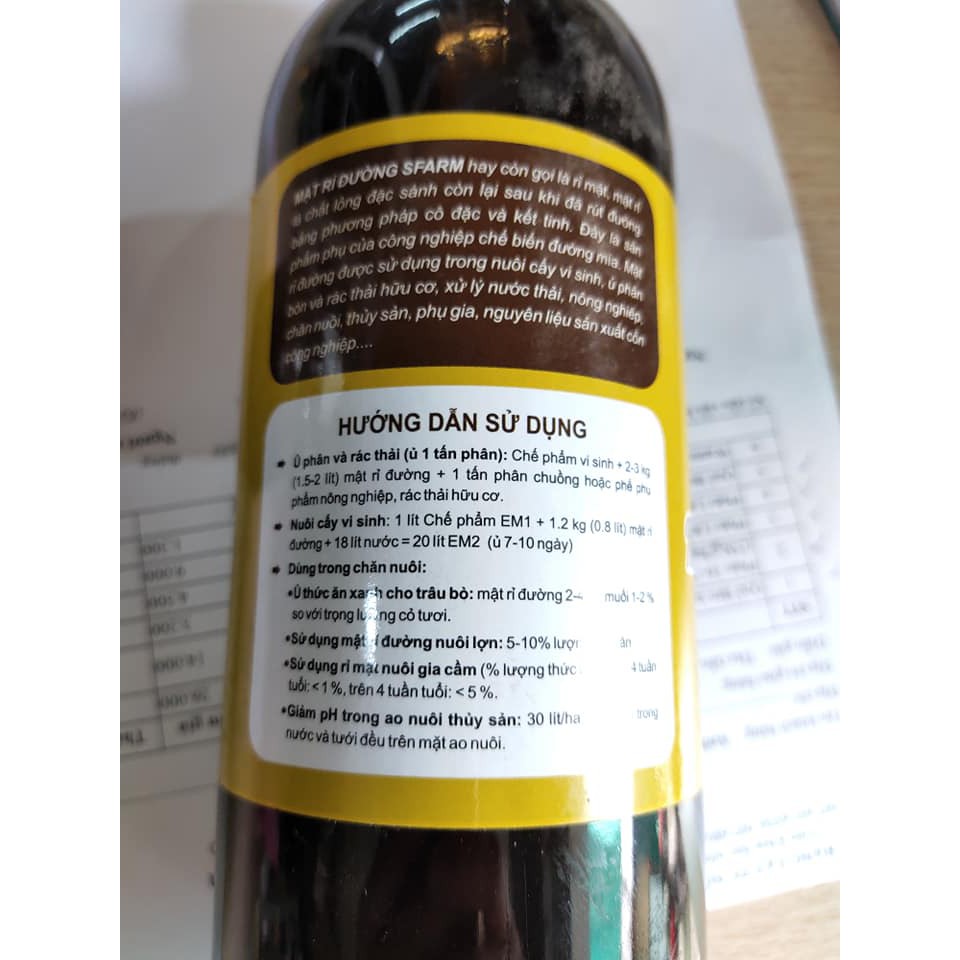 MẬT RỈ ĐƯỜNG SFARM hay còn gọi là rỉ mật, mật rỉ
là chất lỏng đặc sánh còn lại sau khi đã rút đường
bằng phương pháp cô đặc và kết tinh. Đây là sản
phẩm phụ của công nghiệp chế biến đường mía. Mật
rỉ đường được sử dụng trong nuôi cấy vi sinh, ủ phân
bón và rác thải hữu cơ, xử lý nước thải, nông nghiệp,
chăn nuôi, thủy sản, phụ gia, nguyên liệu sản xuất cồn
công nghiệp....
HƯỚNG DẪN SỬ DỤNG
Ủ phân và rác thải (ủ 1 tấn phân): Chế phẩm vi sinh + 2-3 kg
(1.5-2 lít) mật rỉ đường + 1 tấn phân chuồng hoặc phế phụ
phẩm nông nghiệp, rác thải hữu cơ.
Nuôi cấy vi sinh: 1 lít Chế phẩm EM1 + 1.2 kg (0.8 lít) mật rỉ
đường + 18 lít nước = 20 lít EM2 (ủ 7-10 ngày)
Dùng trong chăn nuôi:
•Ủ thức ăn xanh cho trâu bò: mật rỉ đường 2- muối 1-2 %
so với trọng lượng cỏ tươi.
•Sử dụng mật rỉ đường nuôi lợn: 5-10% ăn
•Sử dụng rỉ mật nuôi gia cầm (% lượng thức 4 tuần
tuổi: < 1 %, trên 4 tuần tuổi: < 5 %.
•Giảm pH trong ao nuôi thủy sản: 30 lít/ha trong
nước và tưới đều trên mặt ao nuôi.